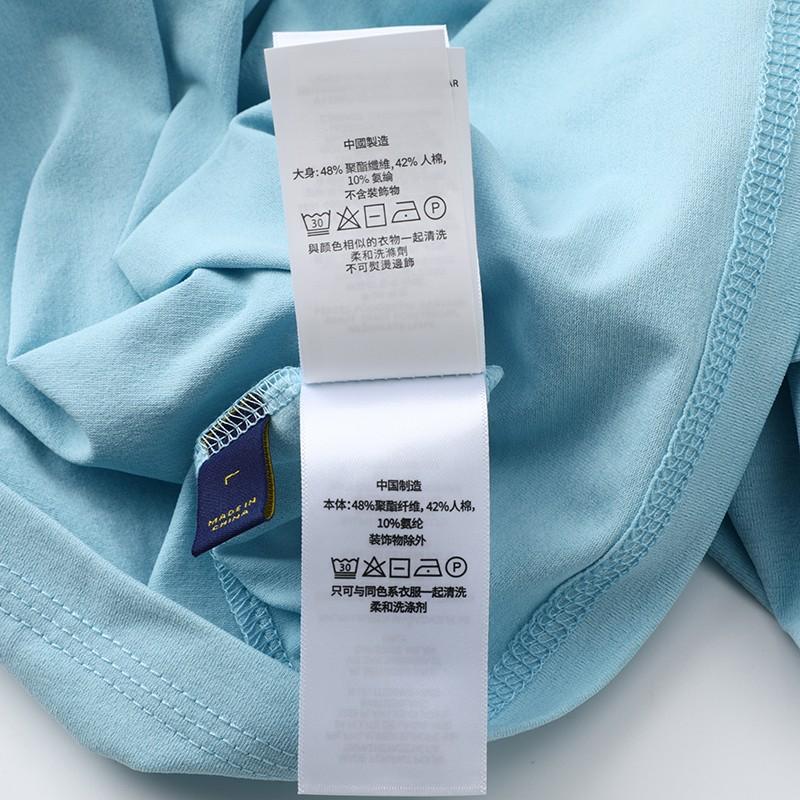 AR
中國製造
大身:48% 聚酯纖維,42% 人棉,
10% 氨綸
不含裝飾物
30 P
與顏色相似的衣物一起清洗
柔和洗滌劑
不可熨燙邊飾
L
MADE IN
CHINA
中国制造
本体:48%聚酯纤维,42%人棉,
10%氨纶
装饰物除外
30 P
只可与同色系衣服一起清洗
柔和洗涤剂